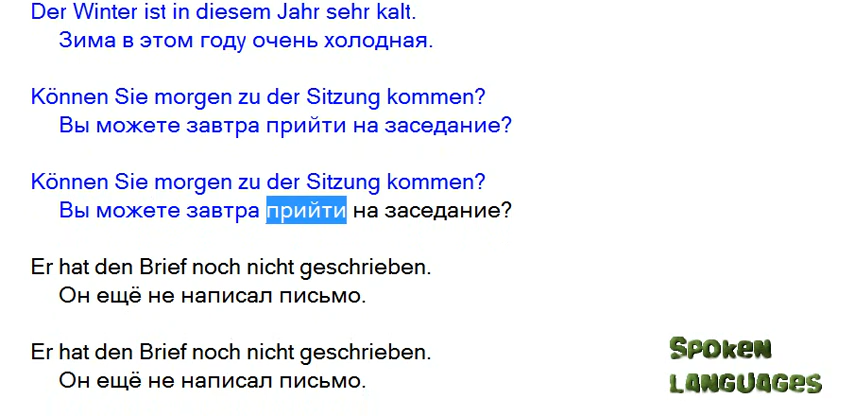 Der Winter ist in diesem Jahr sehr kalt.
Зима в этом году очень холодная.
Können Sie morgen zu der Sitzung kommen?
Вы можете завтра прийти на заседание?
Können Sie morgen zu der Sitzung kommen?
Вы можете завтра прийти на заседание?
Er hat den Brief noch nicht geschrieben.
Он ещё не написал письмо.
Er hat den Brief noch nicht geschrieben.
Он ещё не написал письмо.
Spoken
Languages